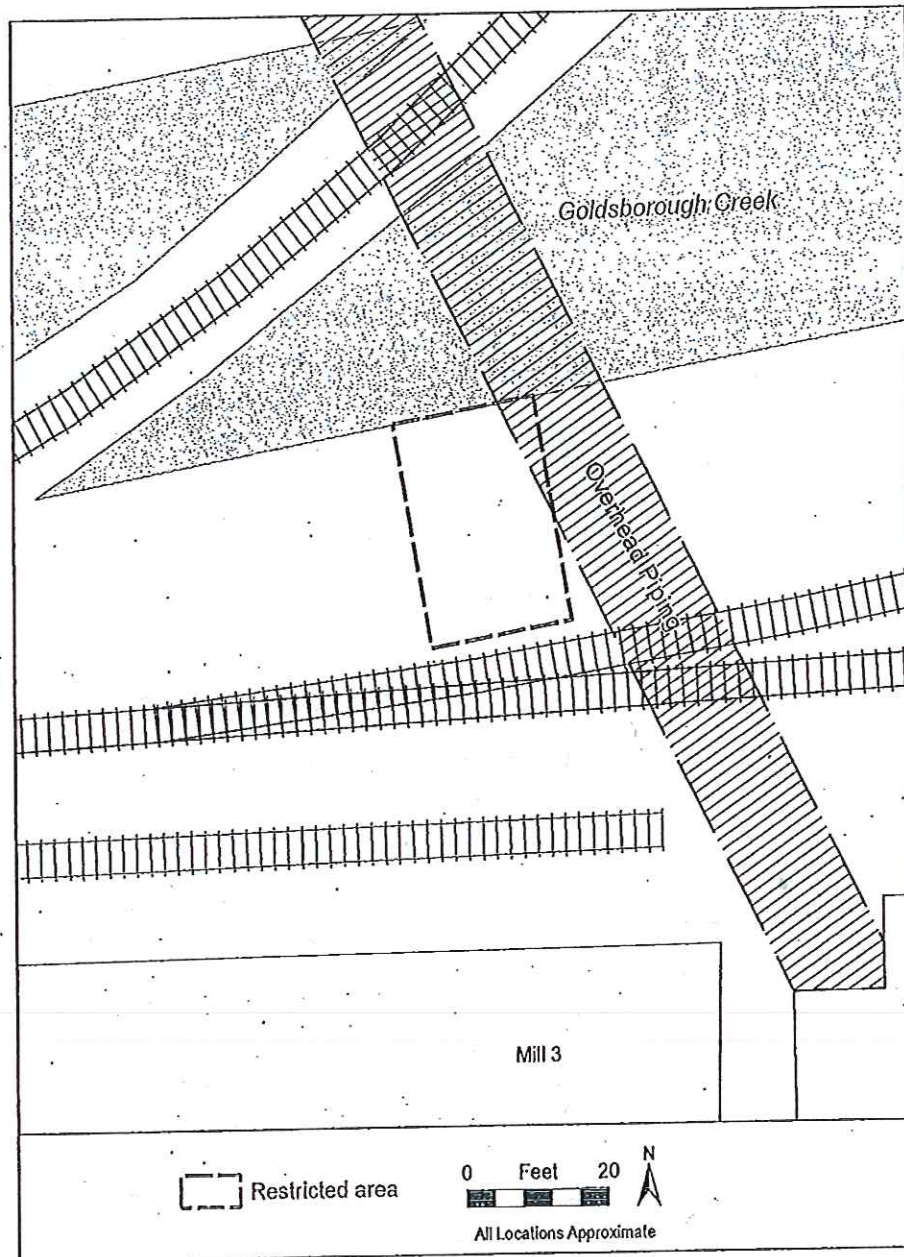 Goldsborough Creek
Overhead Piping
Mill 3
Restricted area
0 Feet 20
N
All Locations Approximate